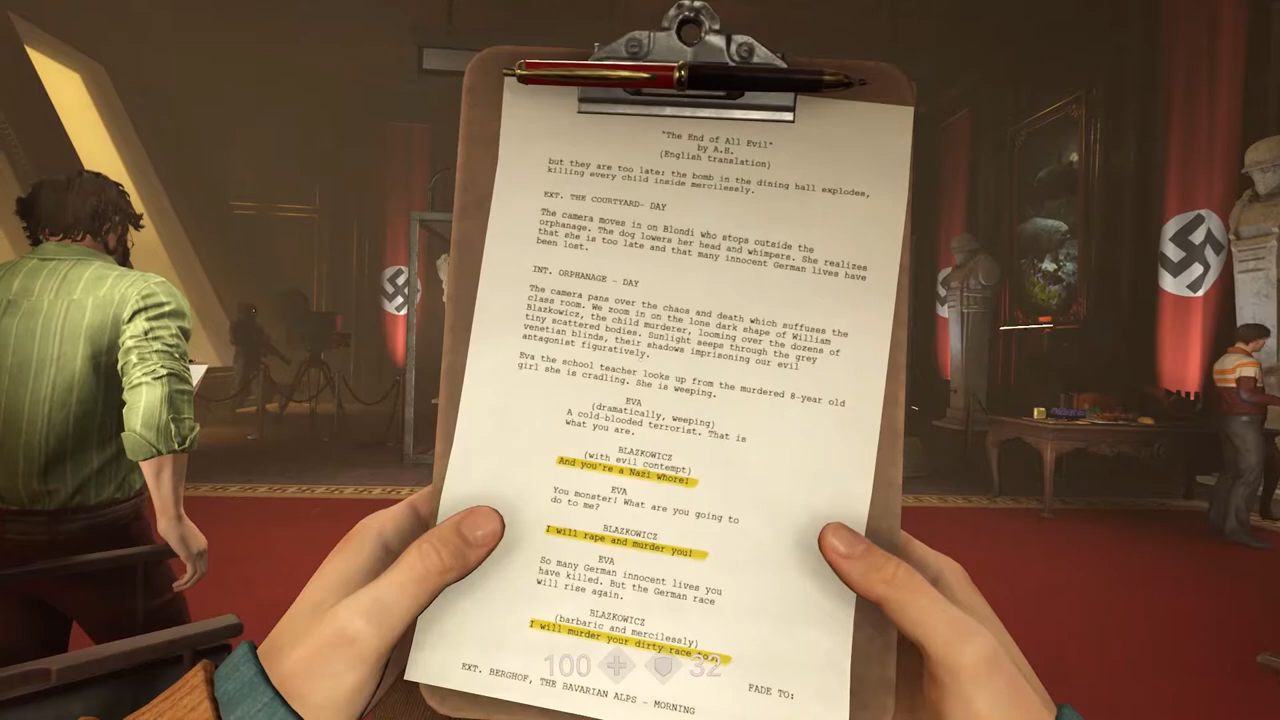 "The End of All Evil"
by A.H.
(English translation)
but they are too late: the bomb in the dining hall explodes,
killing every child inside mercilessly.
EXT. THE COURTYARD- DAY
The camera moves in on Blondi who stops outside the
orphanage. The dog lowers her head and whimpers. She realizes
that she is too late and that many innocent German lives have
been lost.
INT. ORPHANAGE - DAY
The camera pans over the chaos and death which suffuses the
class room. We zoom in on the lone dark shape of William
Blazkowicz, the child murderer, looming over the dozens of
tiny scattered bodies. Sunlight seeps through the grey
venetian blinds, their shadows imprisoning our evil
antagonist figuratively.
Eva the school teacher looks up from the murdered 8-year old
girl she is cradling. She is weeping.
EVA
(dramatically, weeping)
A cold-blooded terrorist. That is
what you are.
BLAZKOWICZ
(with evil contempt)
And you're a Nazi whore!
EVA
You monster! What are you going to
do to me?
BLAZKOWICZ
I will rape and murder you!
EVA
So many German innocent lives you
have killed. But the German race
will rise again.
BLAZKOWICZ
(barbaric and mercilessly)
I will murder your dirty race
100 32
FADE TO:
EXT. BERGHOF, THE BAVARIAN ALPS - MORNING